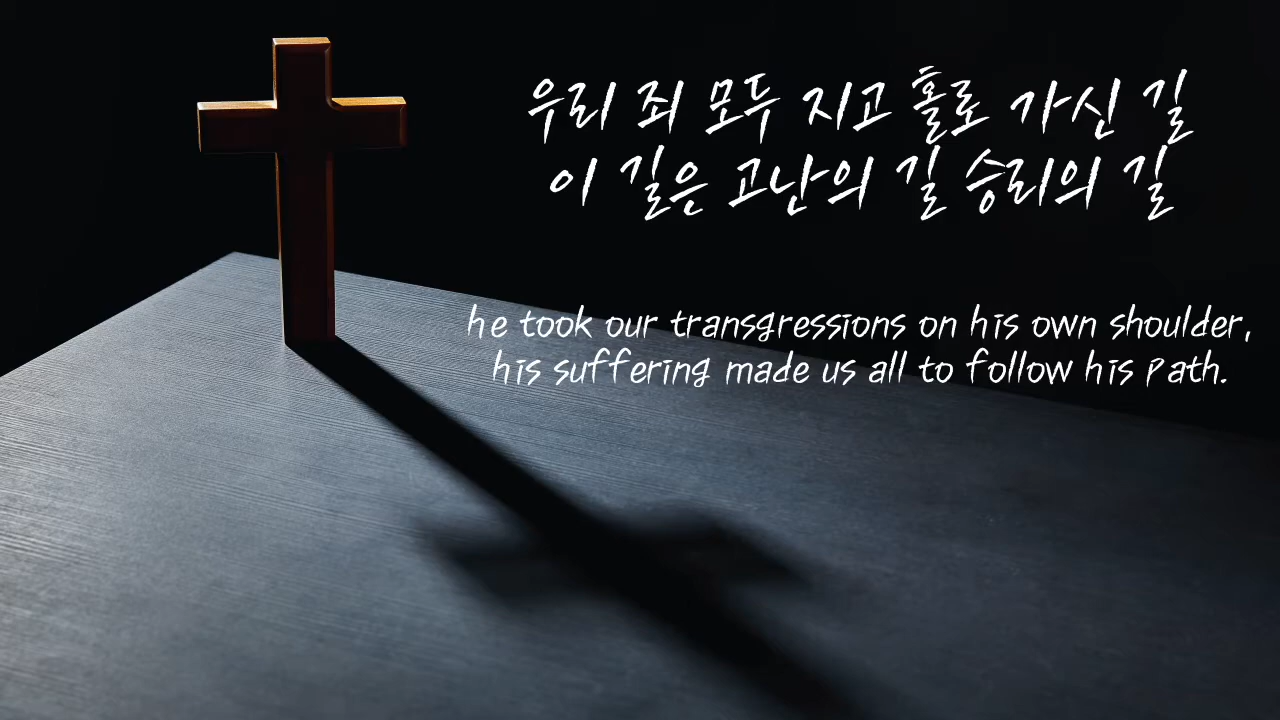 우리 죄 모두 지고 홀로 가신 길
이 길은 고난의 길 승리의 길
he took our transgressions on his own shoulder,
his suffering made us all to follow his path.